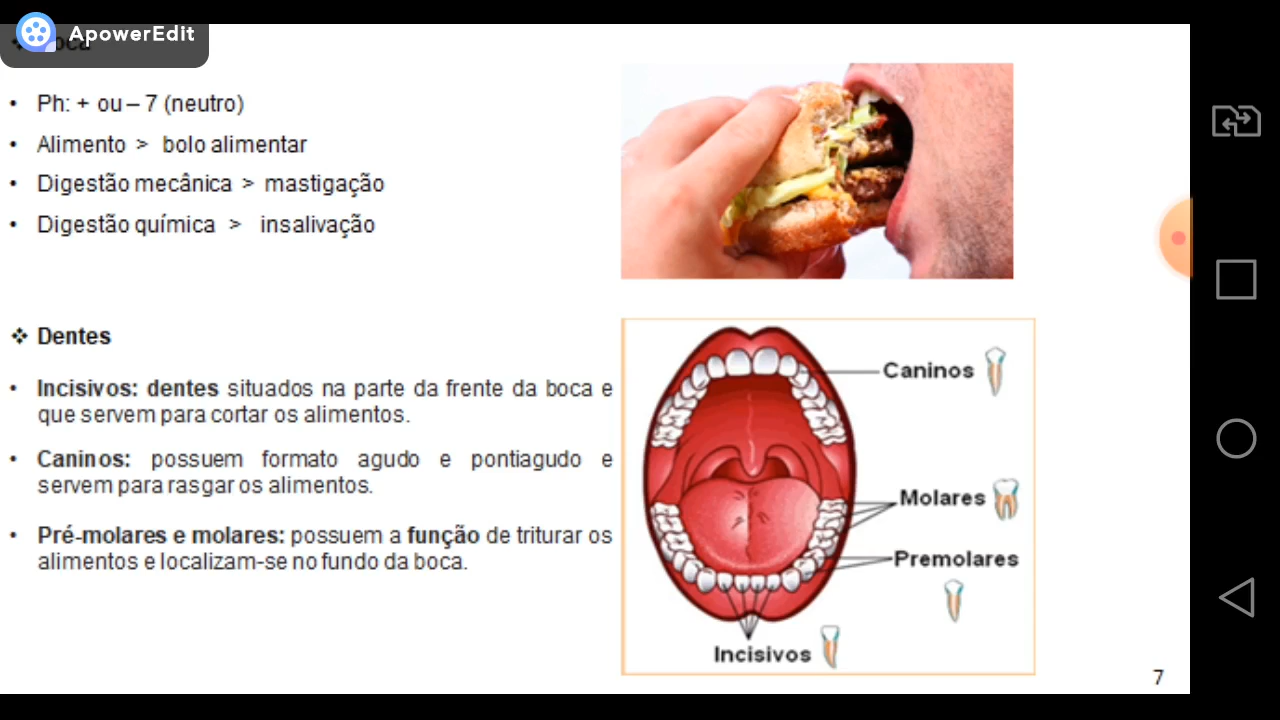 ApowerEdit
• Ph: + ou – 7 (neutro)
• Alimento > bolo alimentar
• Digestão mecânica > mastigação
• Digestão química > insalivação
❖ Dentes
• Incisivos: dentes situados na parte da frente da boca e
que servem para cortar os alimentos.
• Caninos: possuem formato agudo e pontiagudo e
servem para rasgar os alimentos.
• Pré-molares e molares: possuem a função de triturar os
alimentos e localizam-se no fundo da boca.
Caninos
Molares
Premolares
Incisivos
7